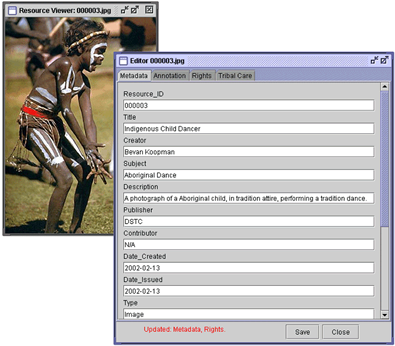 Resource Viewer: 000003.jpg
Editor 000003.jpg
Metadata Annotation Rights Tribal Care
Resource_ID
000003
Title
Indigenous Child Dancer
Creator
Bevan Koopman
Subject
Aboriginal Dance
Description
A photograph of a Aboriginal child, in tradition attire, performing a tradition dance.
Publisher
DSTC
Contributor
N/A
Date_Created
2002-02-13
Date_Issued
2002-02-13
Type
Image
Updated: Metadata, Rights.
Save Close